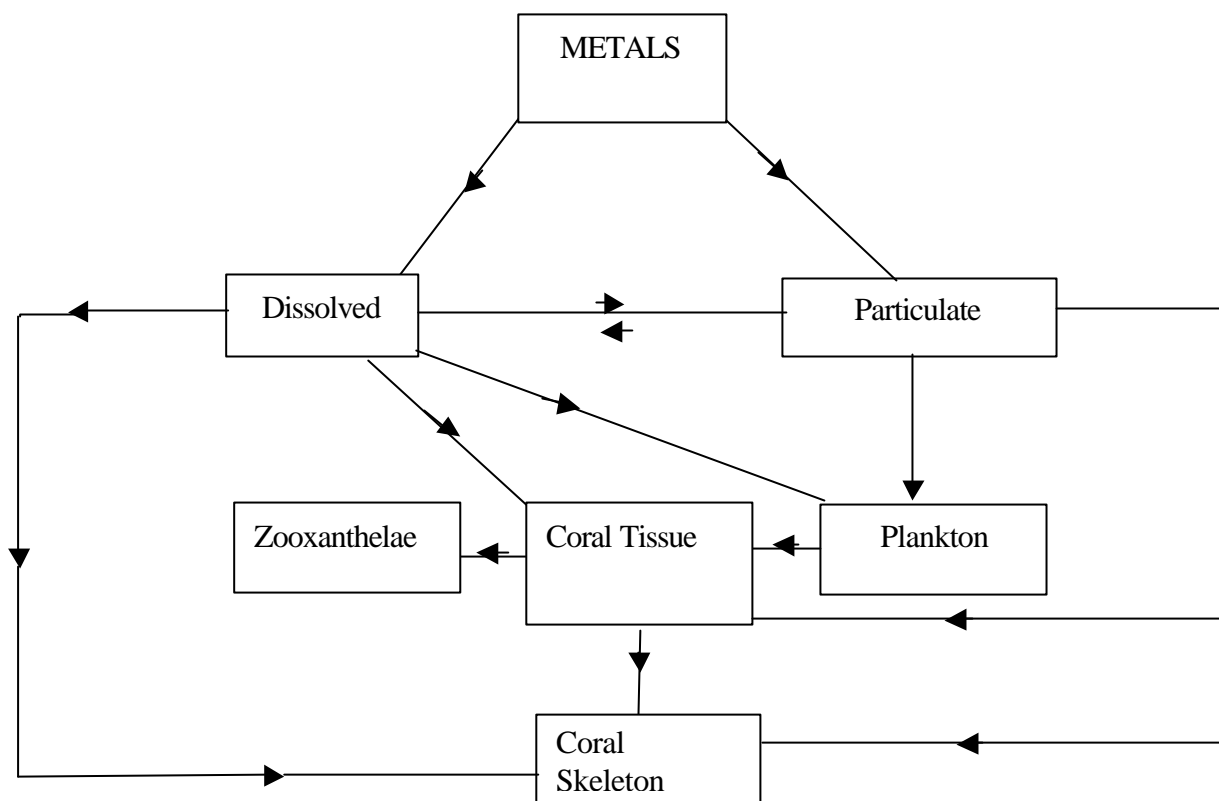 METALS
Dissolved
Particulate
Zooxanthelae
Coral Tissue
Plankton
Coral
Skeleton